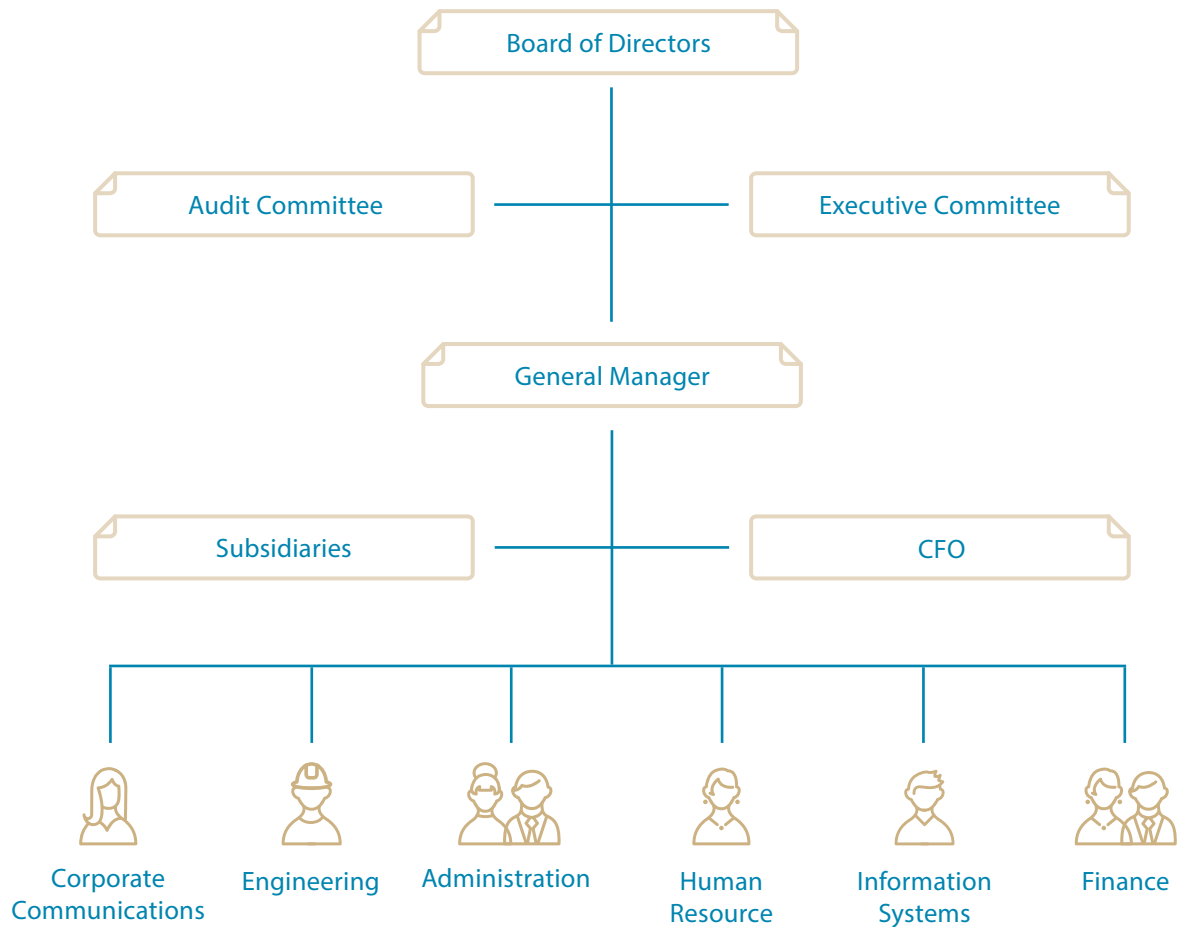 Board of Directors
Audit Committee
Executive Committee
General Manager
Subsidiaries
CFO
Corporate
Communications
Engineering
Administration
Human
Resource
Information
Systems
Finance